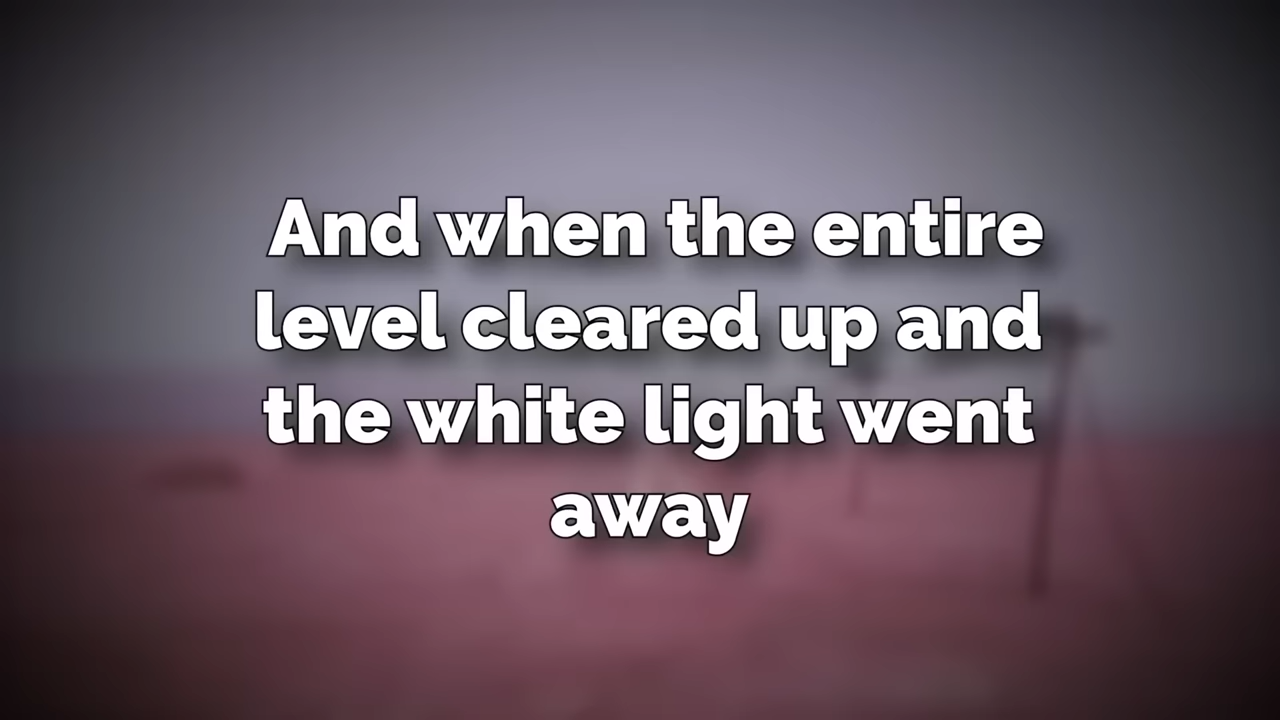 And when the entire
level cleared up and
the white light went
away